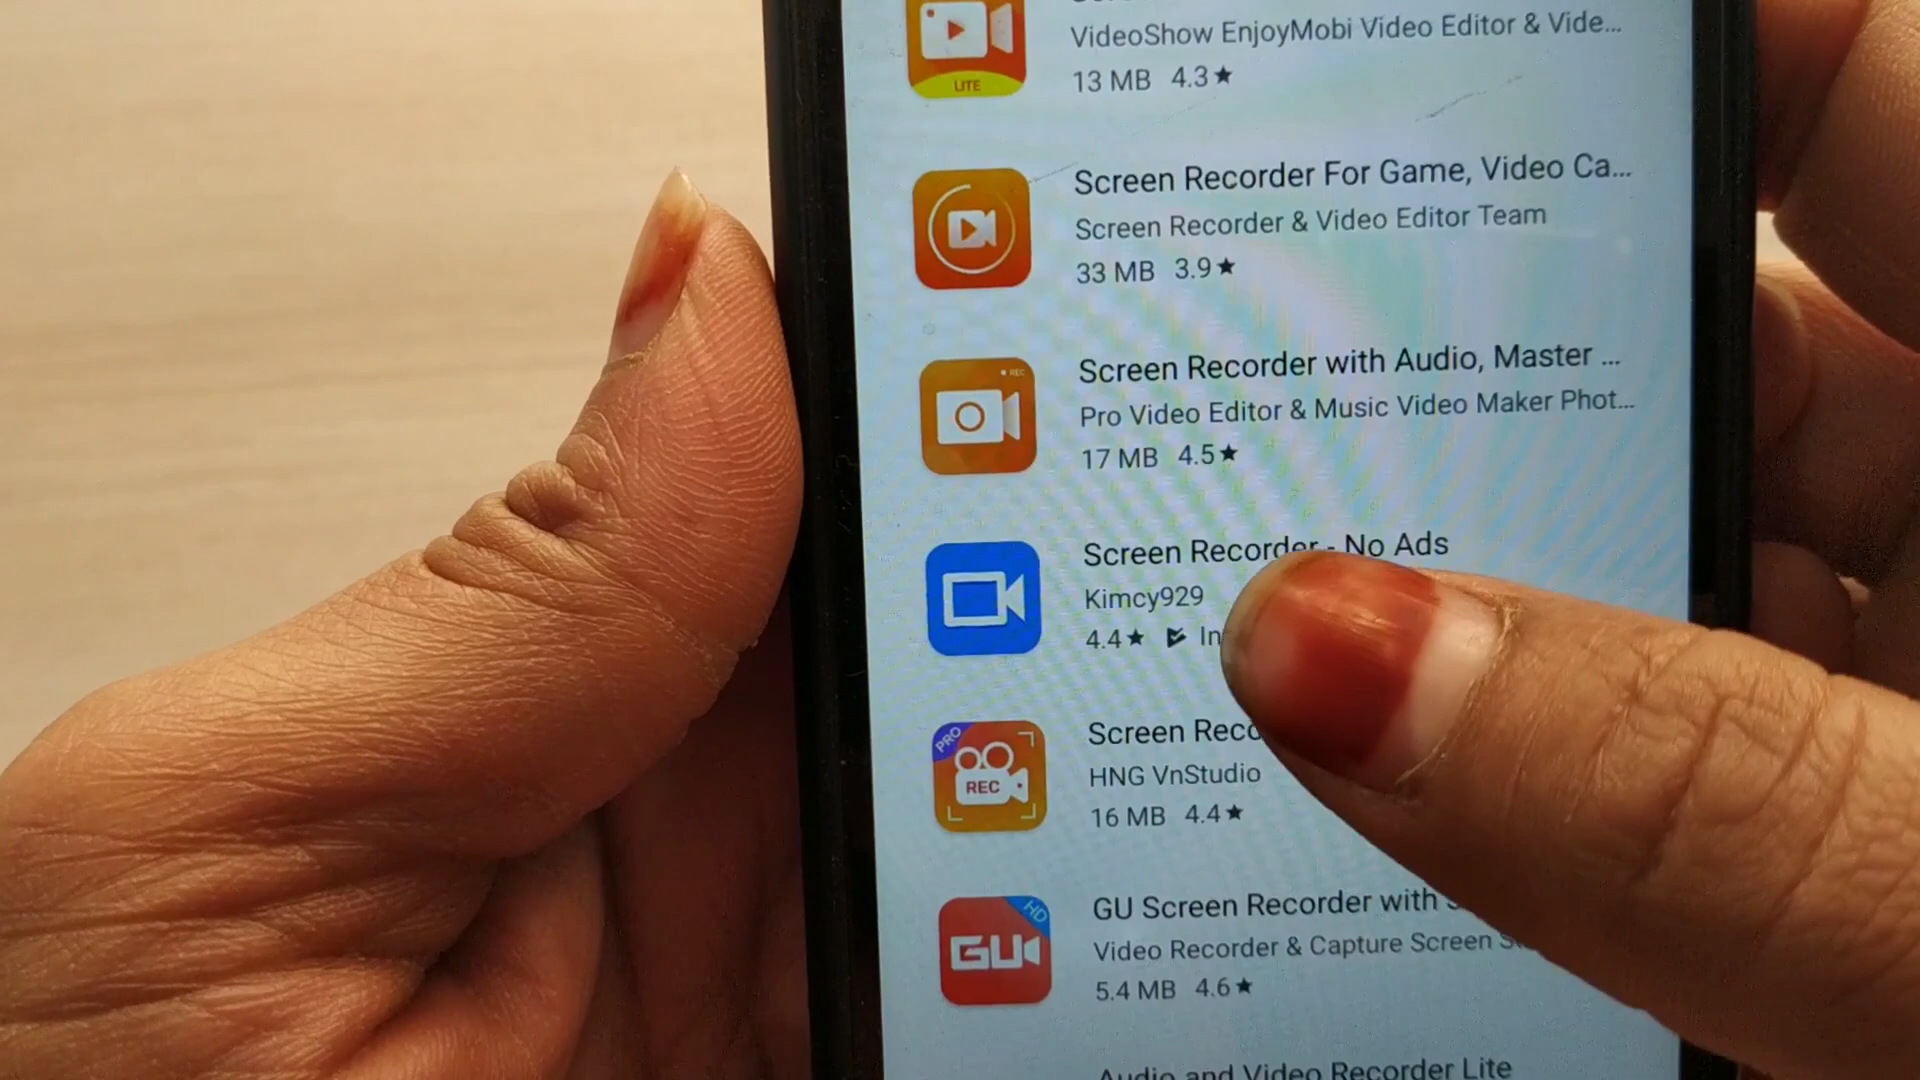 VideoShow EnjoyMobi Video Editor & Vide...
13 MB 4.3★
LITE
Screen Recorder For Game, Video Ca...
Screen Recorder & Video Editor Team
33 MB 3.9★
REC
Screen Recorder with Audio, Master ...
Pro Video Editor & Music Video Maker Phot...
17 MB 4.5★
Screen Recorder - No Ads
Kimcy929
4.4★ In
PRO
REC
Screen Reco
HNG VnStudio
16 MB 4.4★
HD
GU
GU Screen Recorder with
Video Recorder & Capture Screen
5.4 MB 4.6★
Audio and Video Recorder Lite